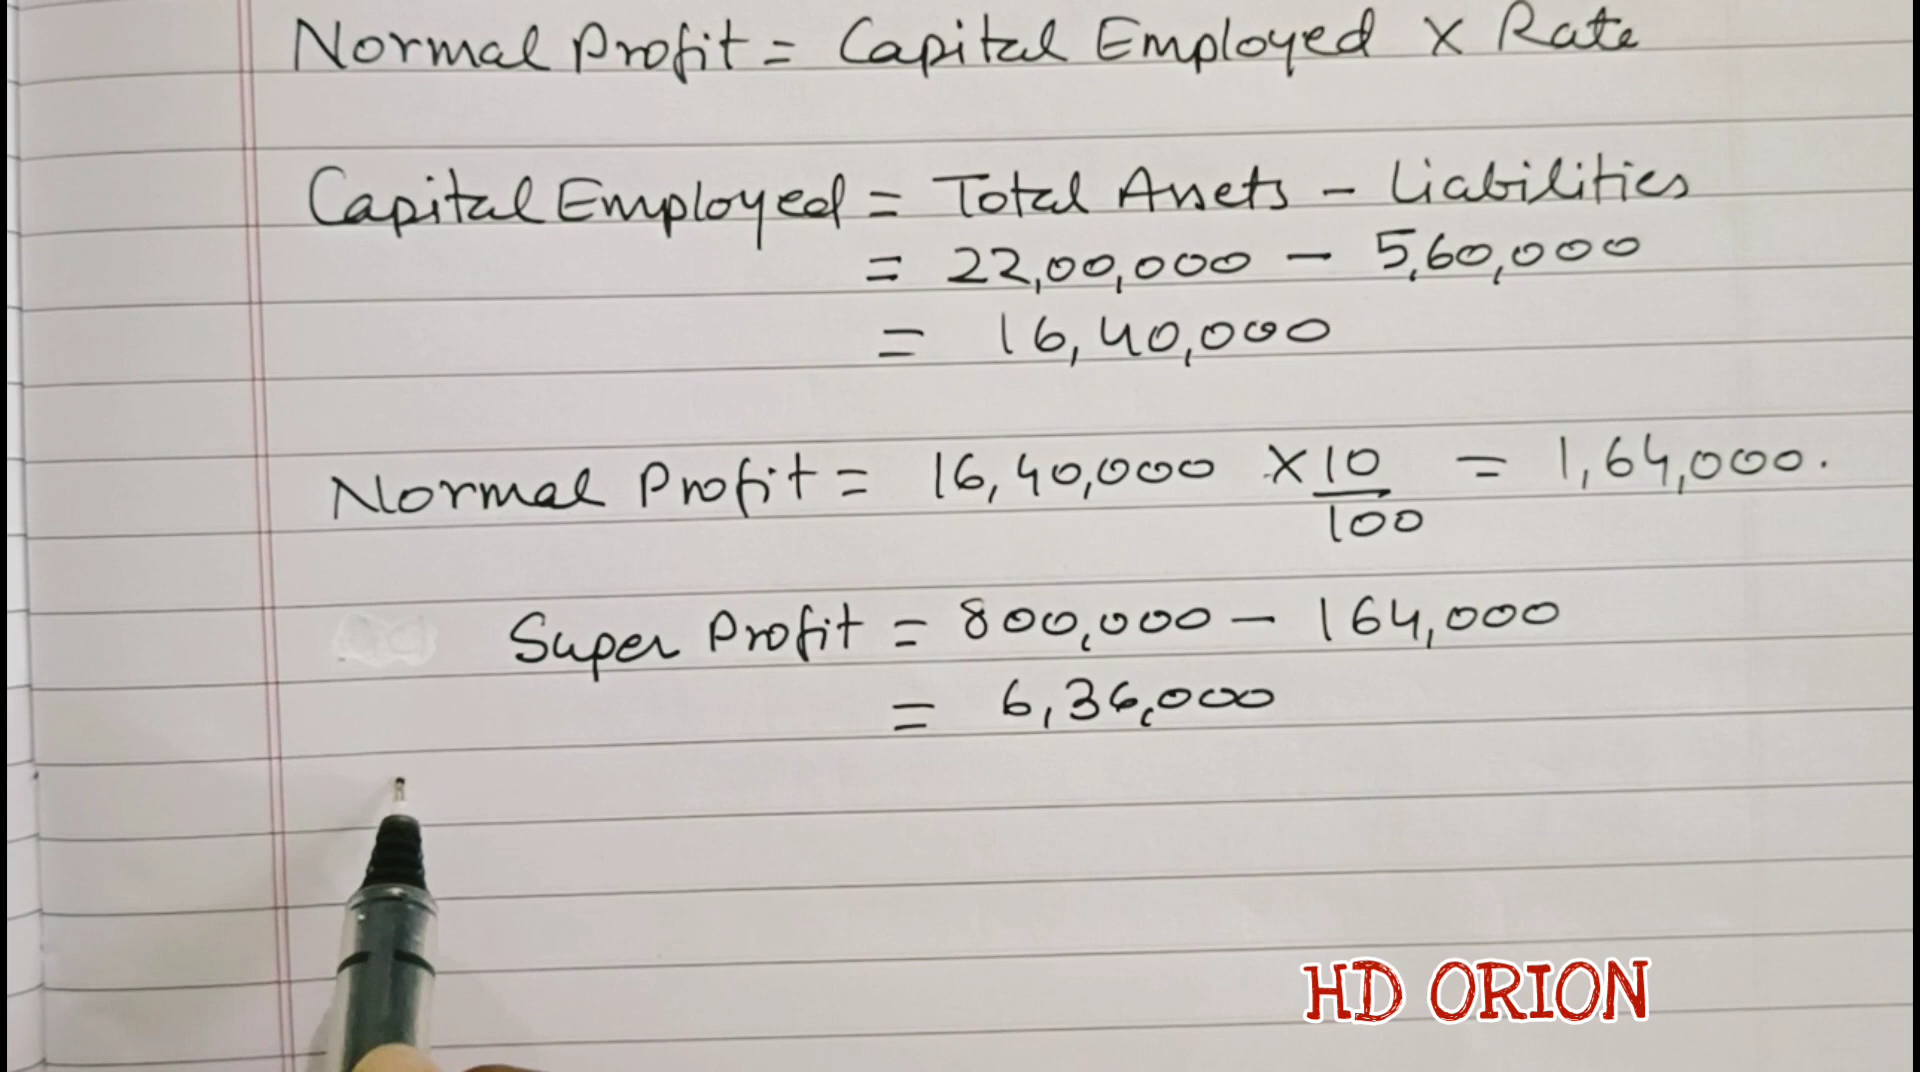 Normal Profit = Capital Employed X Rate
Capital Employed = Total Assets - Liabilities
= 22,00,000 - 5,60,000
= 16,40,000
Normal Profit = 16,40,000 X 10/100 = 1,64,000.
Super Profit = 800,000 - 164,000
= 6,36,000
HD ORION